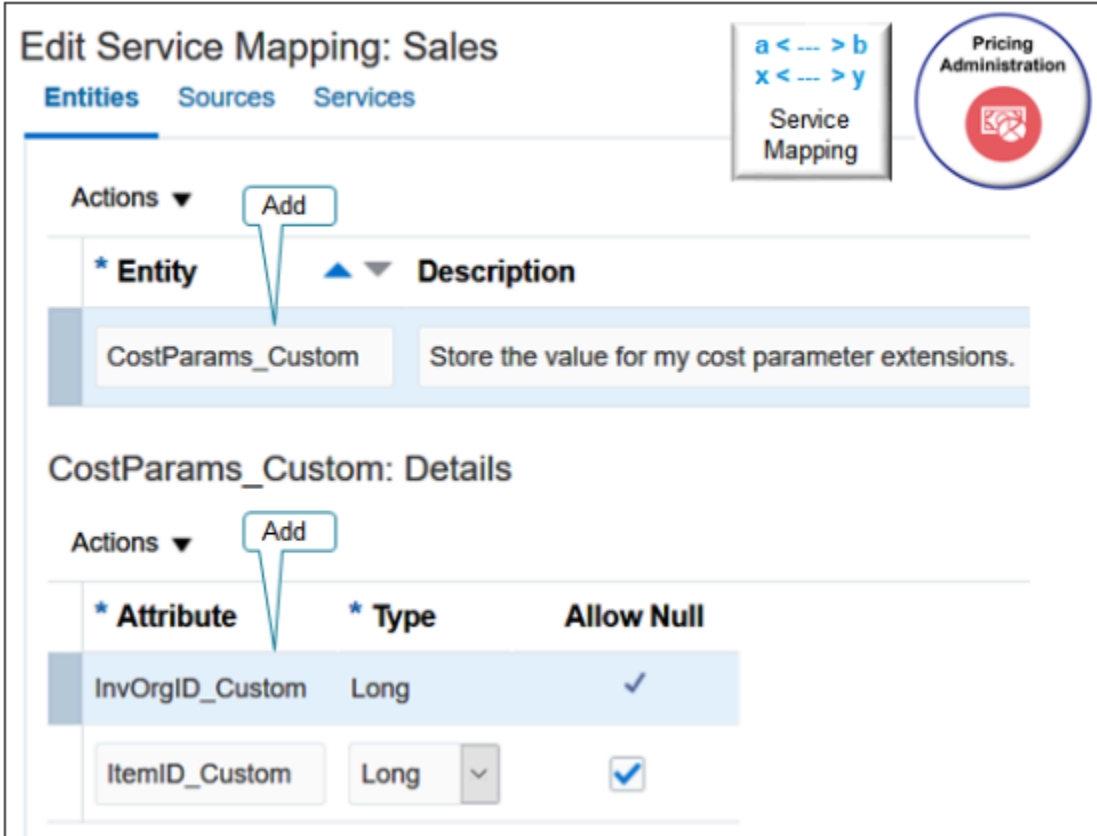 Edit Service Mapping: Sales
Entities Sources Services
a < --- > b
x < --- > y
Service
Mapping
Pricing
Administration
Actions ▼
Add
* Entity Description
CostParams_Custom Store the value for my cost parameter extensions.
CostParams_Custom: Details
Actions ▼
Add
* Attribute * Type Allow Null
InvOrgID_Custom Long
ItemID_Custom Long